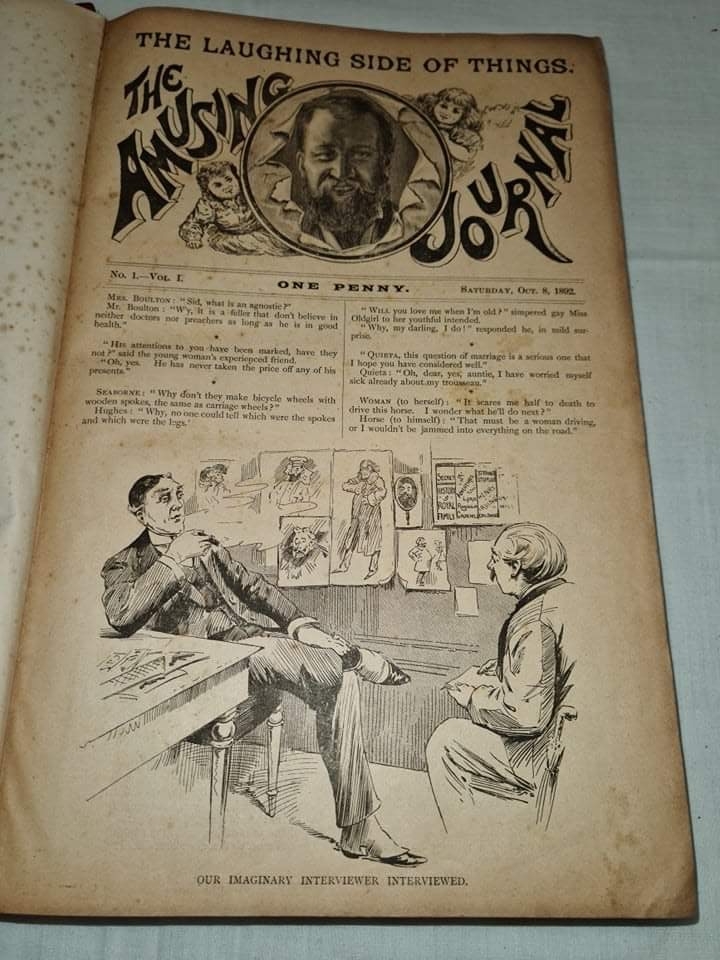 THE LAUGHING SIDE OF THINGS.
THE
AMUSING
JOURNAL
No. 1.—VOL. I.
ONE PENNY.
SATURDAY, OCT. 8, 1892.
MRS. BOULTON: "Sid, what is an agnostic?"
Mr. Boulton: "W'y, it is a feller that don't believe in
neither doctors nor preachers as long as he is in good
health."
"HIS attentions to you have been marked, have they
not?" said the young woman's experienced friend.
"Oh, yes. He has never taken the price off any of his
presents."
SEABORNE: "Why don't they make bicycle wheels with
wooden spokes, the same as carriage wheels?"
Hughes: "Why, no one could tell which were the spokes
and which were the legs."
"WILL you love me when I'm old?" simpered gay Miss
Oldgirl to her youthful intended.
"Why, my darling, I do!" responded he, in mild sur-
prise.
"QUIETA, this question of marriage is a serious one that
I hope you have considered well."
Quieta: "Oh, dear, yes, auntie, I have worried myself
sick already about my trousseau."
WOMAN (to herself): "It scares me half to death to
drive this horse. I wonder what he'll do next?"
Horse (to himself): "That must be a woman driving,
or I wouldn't be jammed into everything on the road."
SECRET
HISTORY
of
ROYAL
FAMILY
OUR IMAGINARY INTERVIEWER INTERVIEWED.